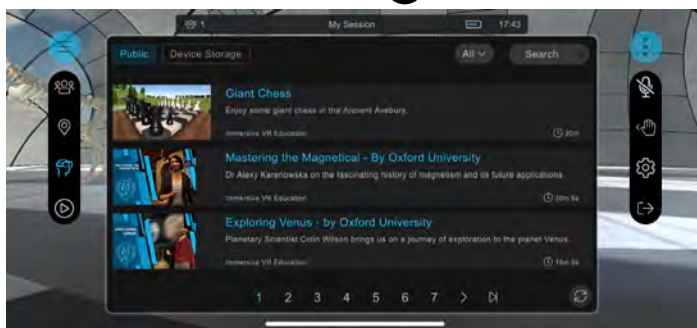 1 My Session 17:43
Public Device Storage All Search
Giant Chess
Enjoy some giant chess in the Ancient Avebury.
Immersive VR Education 30m
Mastering the Magnetical - By Oxford University
Dr Alexy Karenowska on the fascinating history of magnetism and its future applications
Immersive VR Education
Exploring Venus - by Oxford University
Planetary Scientist Colin Wilson brings us on a journey of exploration to the planet Venus.
Immersive VR Education
1 2 3 4 5 6 7